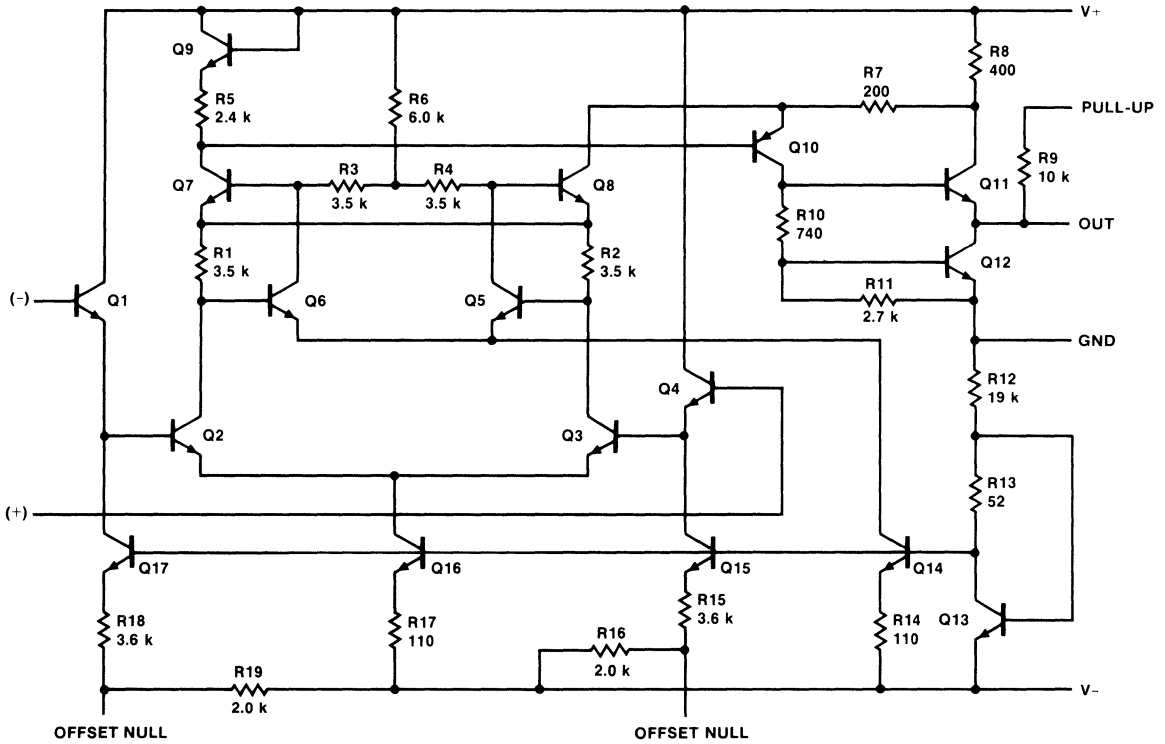 V+
Q9
R8
400
R7
200
R5
2.4 k
R6
6.0 k
PULL-UP
Q10
R9
10 k
Q7
R3
3.5 k
R4
3.5 k
Q8
Q11
R10
740
OUT
R1
3.5 k
R2
3.5 k
Q12
(-)
Q1
Q6
Q5
R11
2.7 k
GND
R12
19 k
Q4
Q2
Q3
R13
52
(+)
Q17
Q16
Q15
Q14
R15
3.6 k
R18
3.6 k
R17
110
R16
2.0 k
R14
110
Q13
R19
2.0 k
V-
OFFSET NULL
OFFSET NULL